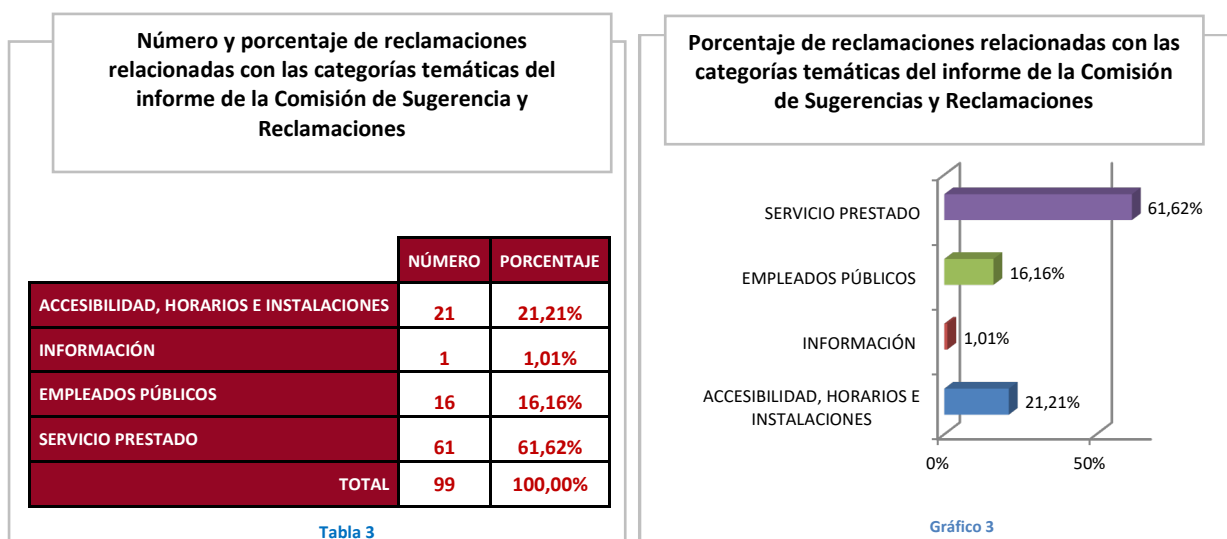 Número y porcentaje de reclamaciones
relacionadas con las categorías temáticas del
informe de la Comisión de Sugerencia y
Reclamaciones
NÚMERO PORCENTAJE
ACCESIBILIDAD, HORARIOS E INSTALACIONES 21 21,21%
INFORMACIÓN 1 1,01%
EMPLEADOS PÚBLICOS 16 16,16%
SERVICIO PRESTADO 61 61,62%
TOTAL 99 100,00%
Tabla 3
Porcentaje de reclamaciones relacionadas con las
categorías temáticas del informe de la Comisión
de Sugerencias y Reclamaciones
SERVICIO PRESTADO 61,62%
EMPLEADOS PÚBLICOS 16,16%
INFORMACIÓN 1,01%
ACCESIBILIDAD, HORARIOS E
INSTALACIONES 21,21%
0% 50%
Gráfico 3